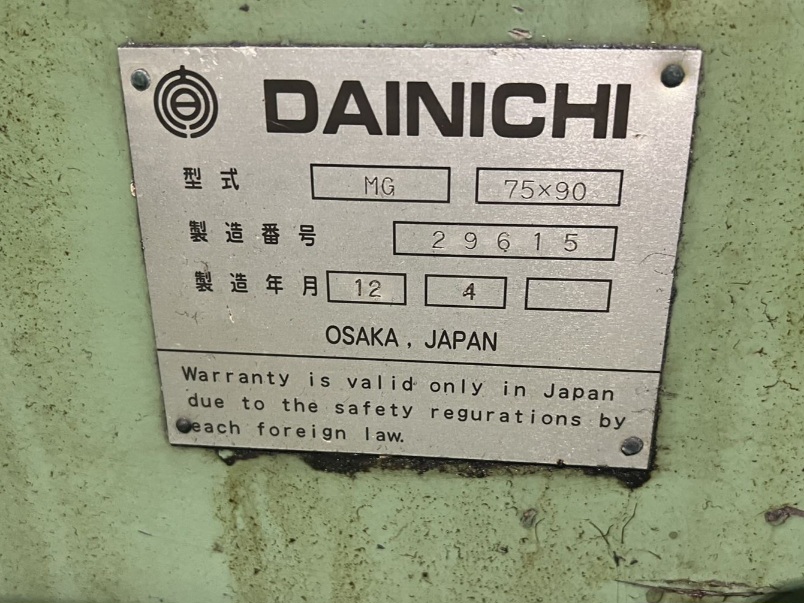 DAINICHI
型式 MG 75×90
製造番号 29615
製造年月 12 4
OSAKA, JAPAN
Warranty is valid only in Japan
due to the safety regurations by
each foreign law.